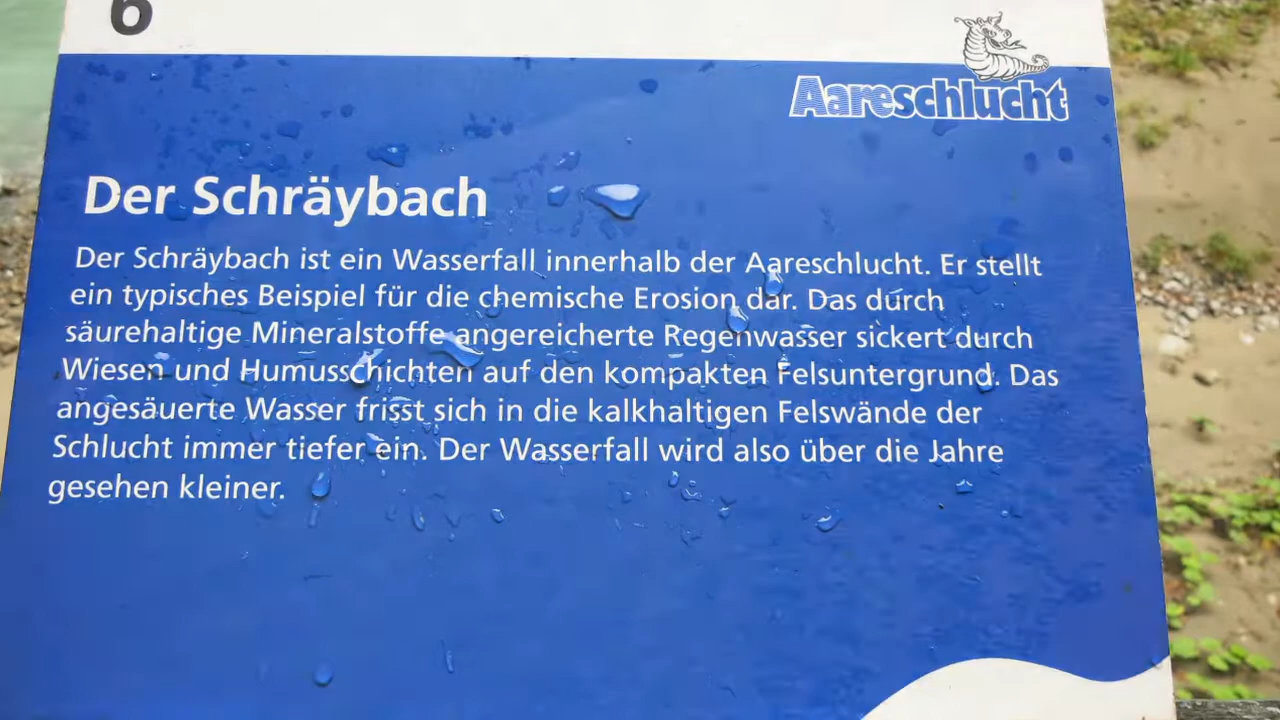 6
Aareschlucht
Der Schräybach
Der Schräybach ist ein Wasserfall innerhalb der Aareschlucht. Er stellt
ein typisches Beispiel für die chemische Erosion dar. Das durch
säurehaltige Mineralstoffe angereicherte Regenwasser sickert durch
Wiesen und Humusschichten auf den kompakten Felsuntergrund. Das
angesäuerte Wasser frisst sich in die kalkhaltigen Felswände der
Schlucht immer tiefer ein. Der Wasserfall wird also über die Jahre
gesehen kleiner.